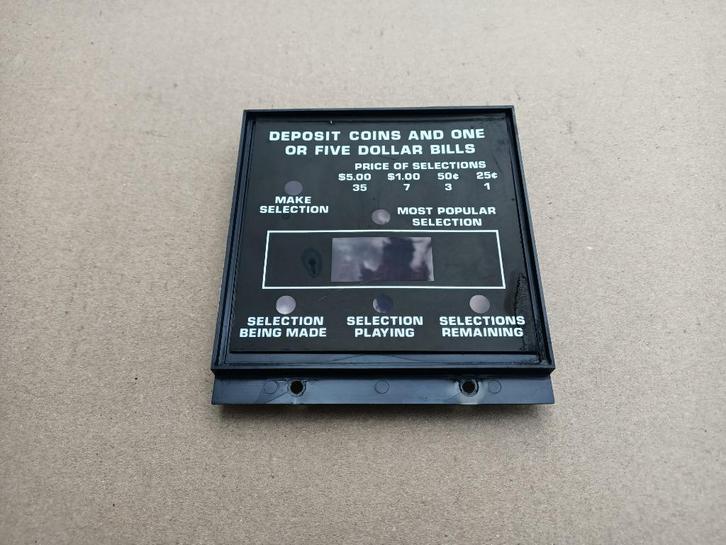 DEPOSIT COINS AND ONE
OR FIVE DOLLAR BILLS
PRICE OF SELECTIONS
$5.00 $1.00 50¢ 25¢
35 7 3 1
MAKE
SELECTION
MOST POPULAR
SELECTION
SELECTION
BEING MADE
SELECTION
PLAYING
SELECTIONS
REMAINING